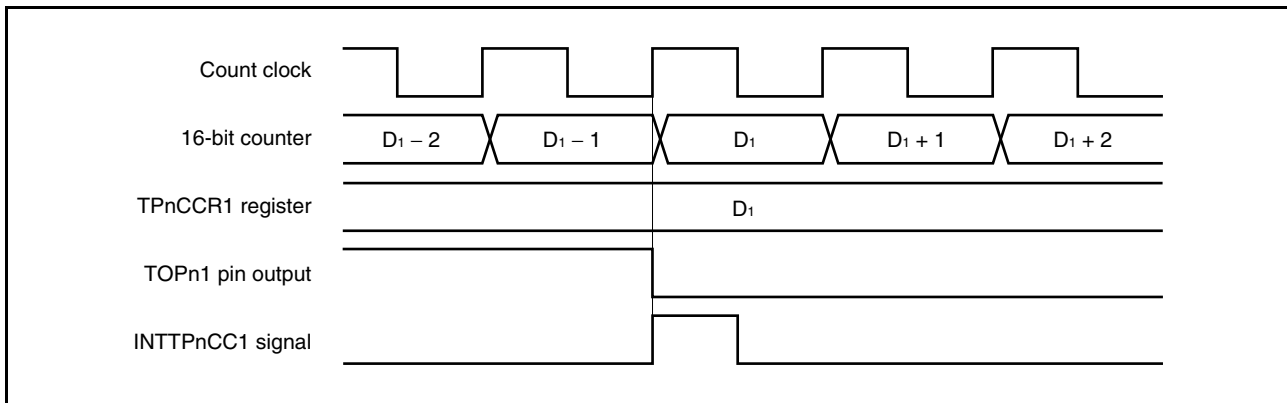 Count clock
16-bit counter D₁ – 2 D₁ – 1 D₁ D₁ + 1 D₁ + 2
TPnCCR1 register D₁
TOPn1 pin output
INTTPnCC1 signal